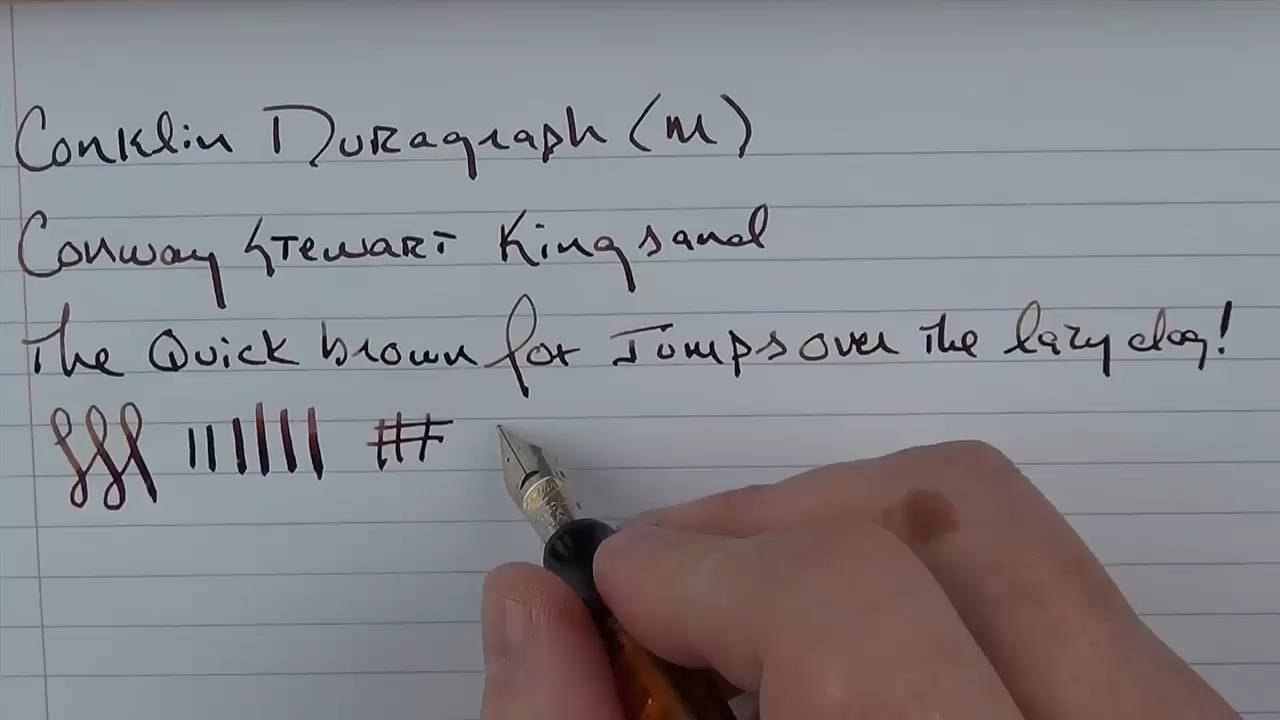 Conklin Duragraph (M)
Conway Stewart Kingsand
The Quick brown fox Jumps over The lazy dog!